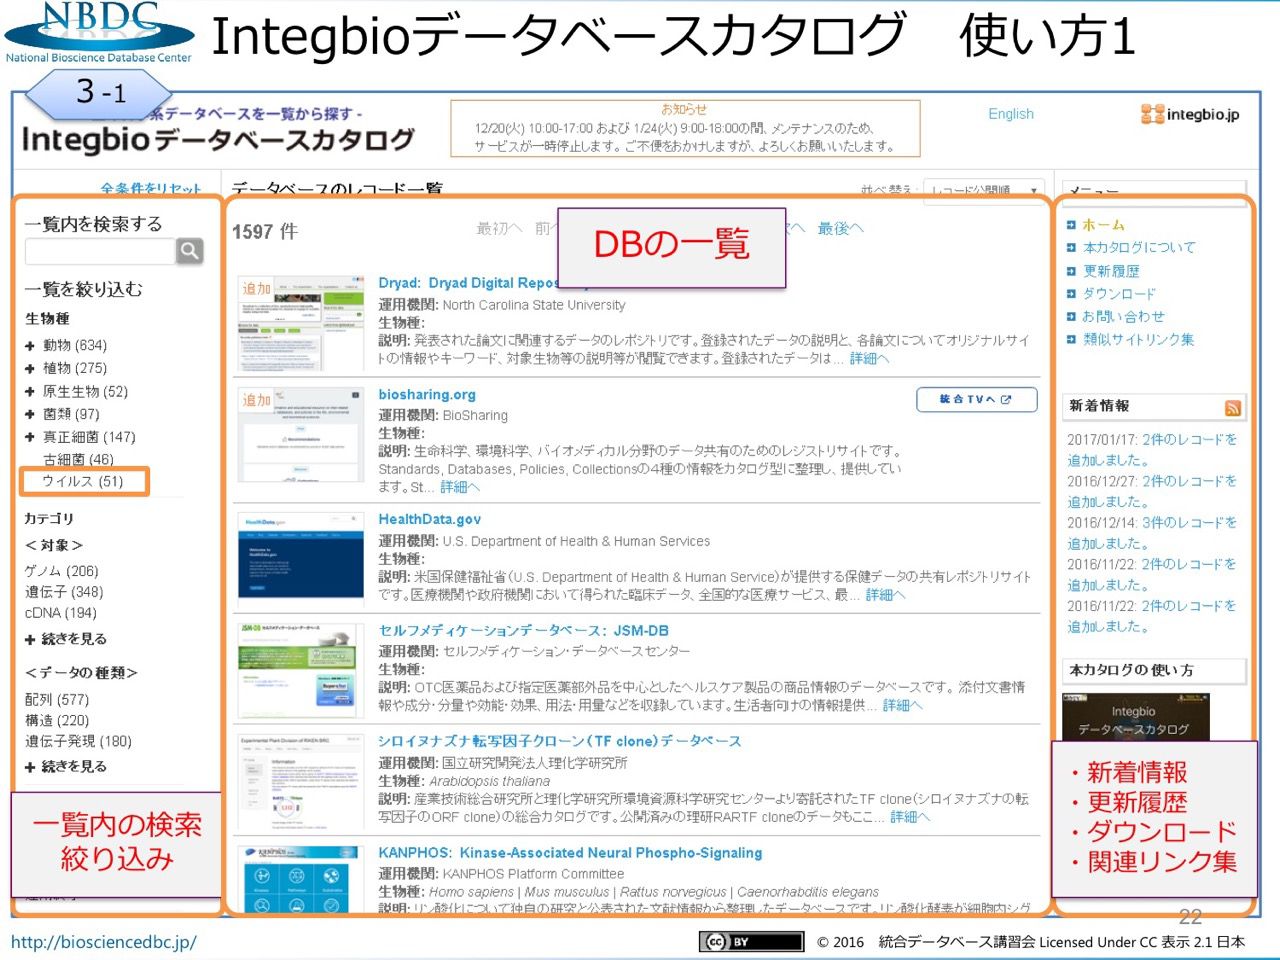 NBDC
National Bioscience Database Center
Integbioデータベースカタログ 使い方1
3-1
系データベースを一覧から探す -
Integbioデータベースカタログ
お知らせ
12/20(火) 10:00-17:00 および 1/24(火) 9:00-18:00の間、メンテナンスのため、
サービスが一時停止します。ご不便をおかけしますが、よろしくお願いいたします。
English
integbio.jp
全条件をリセット
一覧内を検索する
一覧を絞り込む
生物種
動物 (634)
植物 (275)
原生生物 (52)
菌類 (97)
真正細菌 (147)
古細菌 (46)
ウイルス (51)
カテゴリ
<対象>
ゲノム (206)
遺伝子 (348)
cDNA (194)
続きを見る
<データの種類>
配列 (577)
構造 (220)
遺伝子発現 (180)
続きを見る
一覧内の検索
絞り込み
データベースのレコード一覧
並べ替え: レコード公開順
1597 件
最初へ 前へ
次へ 最後へ
DBの一覧
追加
Dryad: Dryad Digital Repos
運用機関: North Carolina State University
生物種:
説明: 発表された論文に関連するデータのレポジトリです。登録されたデータの説明と、各論文についてオリジナルサイ
トの情報やキーワード、対象生物等の説明等が閲覧できます。登録されたデータは... 詳細へ
追加
biosharing.org
統合TVへ
運用機関: BioSharing
生物種:
説明: 生命科学、環境科学、バイオメディカル分野のデータ共有のためのレジストリサイトです。
Standards, Databases, Policies, Collectionsの4種の情報をカタログ型に整理し、提供してい
ます。St... 詳細へ
HealthData.gov
HealthData.gov
運用機関: U.S. Department of Health & Human Services
生物種:
説明: 米国保健福祉省(U.S. Department of Health & Human Service)が提供する保健データの共有レポジトリサイト
です。医療機関や政府機関において得られた臨床データ、全国的な医療サービス、最... 詳細へ
JSM-DB
セルフメディケーションデータベース: JSM-DB
運用機関: セルフメディケーション・データベースセンター
生物種:
説明: OTC医薬品および指定医薬部外品を中心としたヘルスケア製品の商品情報のデータベースです。添付文書情
報や成分・分量や効能・効果、用法・用量などを収録しています。生活者向けの情報提供... 詳細へ
Experimental Plant Division of RIKEN BRC
シロイヌナズナ転写因子クローン(TF clone)データベース
運用機関: 国立研究開発法人理化学研究所
生物種: Arabidopsis thaliana
説明: 産業技術総合研究所と理化学研究所環境資源科学研究センターより寄託されたTF clone(シロイヌナズナの転
写因子のORF clone)の総合カタログです。公開済みの理研RARTF cloneのデータもここ... 詳細へ
KANPHOS
KANPHOS: Kinase-Associated Neural Phospho-Signaling
運用機関: KANPHOS Platform Committee
生物種: Homo sapiens | Mus musculus | Rattus norvegicus | Caenorhabditis elegans
説明: リン酸化について独自の研究と公表された文献情報から整理したデータベースです。リン酸化酵素が細胞内シグ
メニュー
ホーム
本カタログについて
更新履歴
ダウンロード
お問い合わせ
類似サイトリンク集
新着情報
2017/01/17: 2件のレコードを
追加しました。
2016/12/27: 2件のレコードを
追加しました。
2016/12/14: 3件のレコードを
追加しました。
2016/11/22: 2件のレコードを
追加しました。
2016/11/22: 2件のレコードを
追加しました。
本カタログの使い方
Integbio
データベースカタログ
・新着情報
・更新履歴
・ダウンロード
・関連リンク集
22
http://biosciencedbc.jp/
CC BY
© 2016 統合データベース講習会 Licensed Under CC 表示 2.1 日本